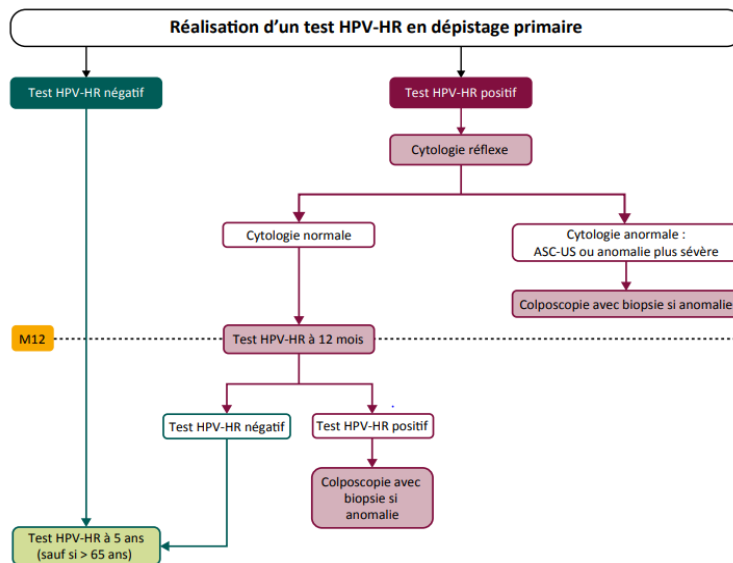 Réalisation d'un test HPV-HR en dépistage primaire
Test HPV-HR négatif
Test HPV-HR positif
Cytologie réflexe
Cytologie normale
Cytologie anormale :
ASC-US ou anomalie plus sévère
Colposcopie avec biopsie si anomalie
M12
Test HPV-HR à 12 mois
Test HPV-HR négatif
Test HPV-HR positif
Colposcopie avec
biopsie si
anomalie
Test HPV-HR à 5 ans
(sauf si > 65 ans)